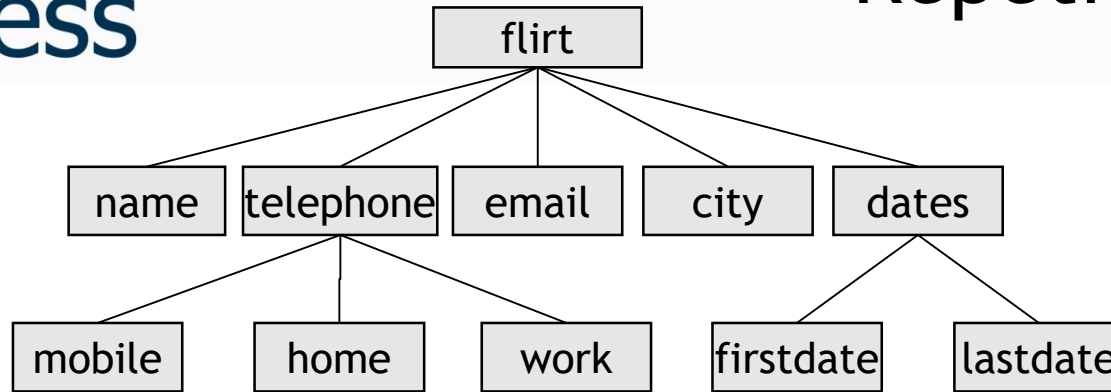 ess
flirt
name telephone email city dates
mobile home work firstdate lastdate